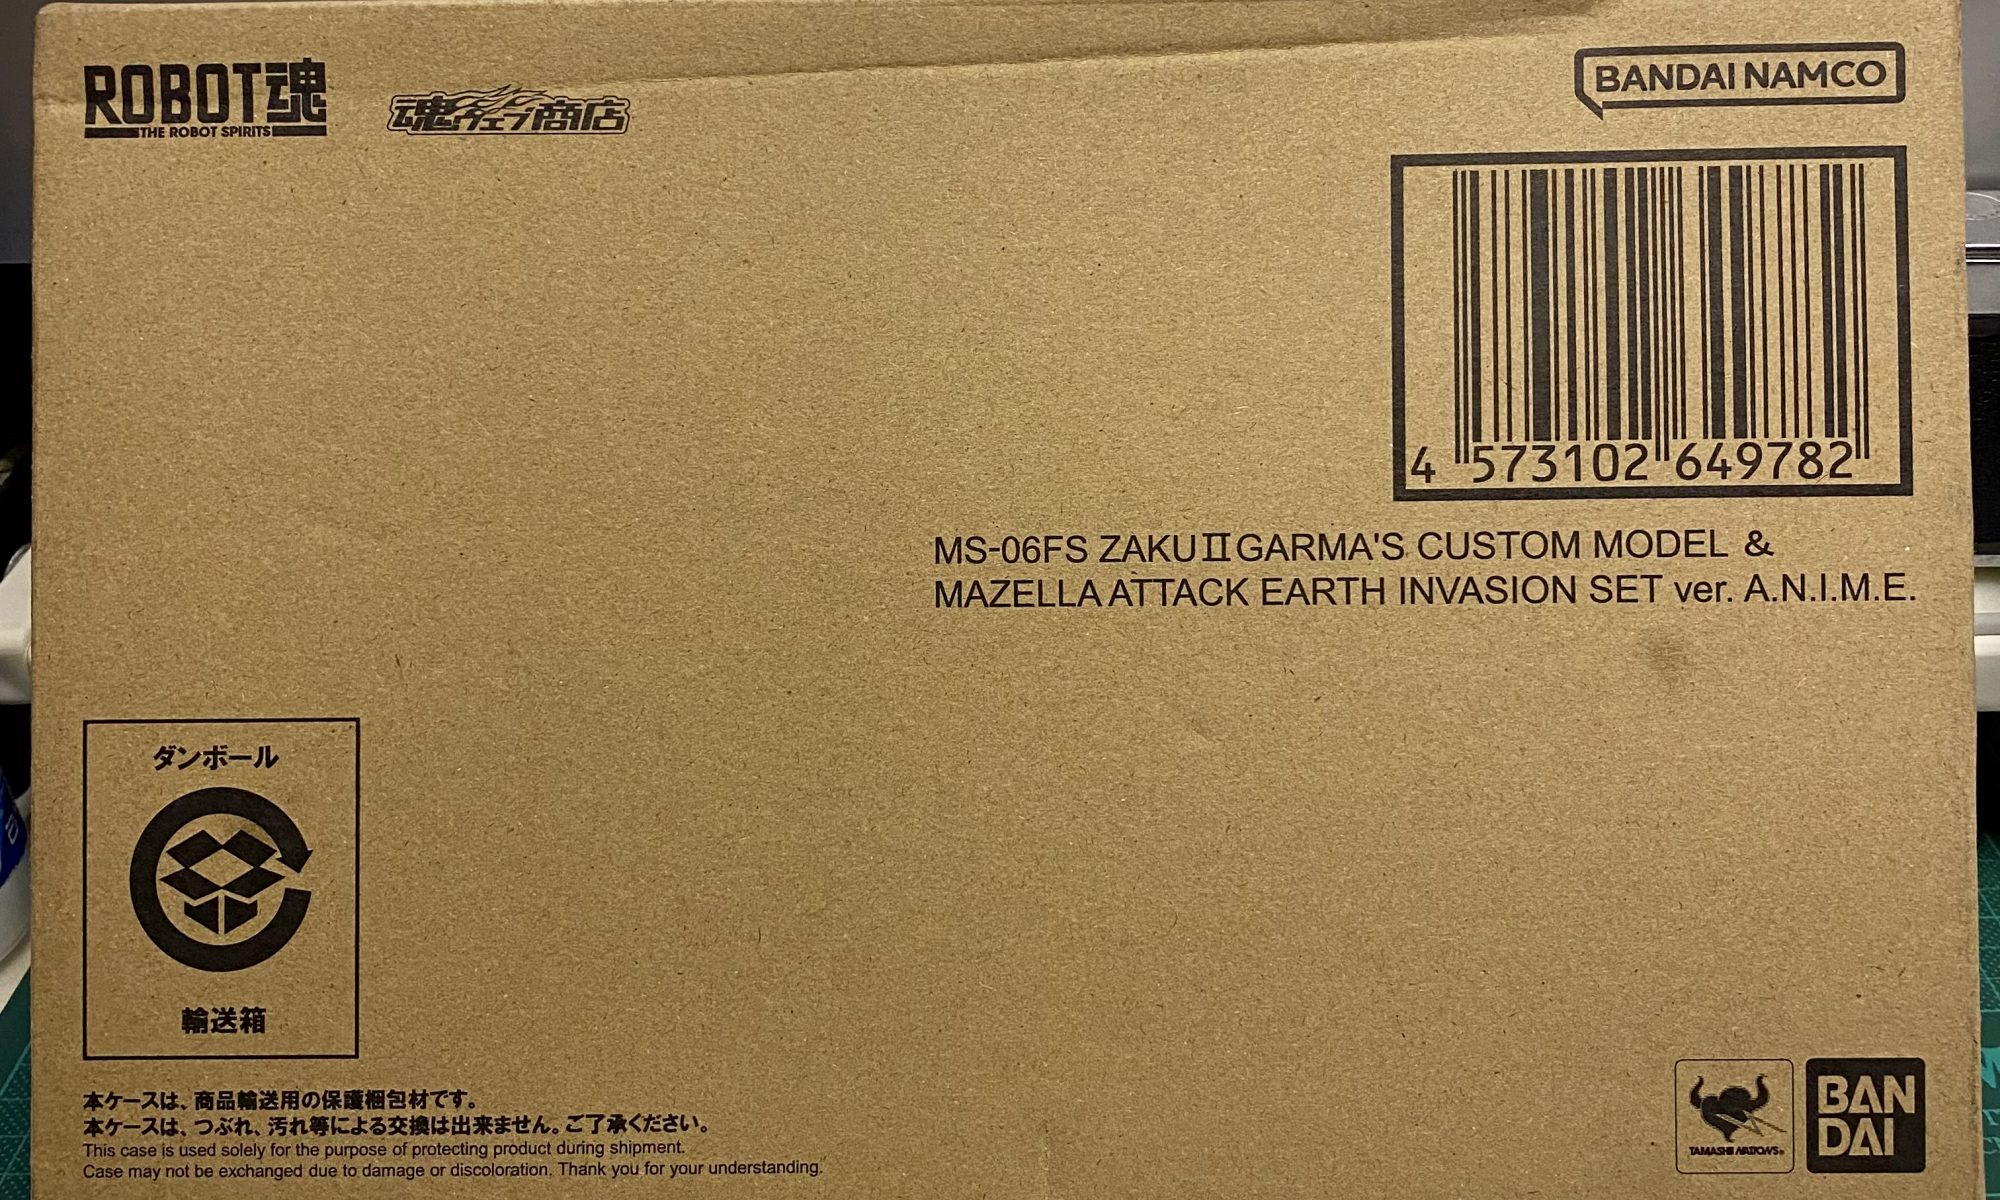 ROBOT魂
THE ROBOT SPIRITS
魂ウェブ商店
BANDAI NAMCO
4 573102 649782
MS-06FS ZAKUⅡGARMA'S CUSTOM MODEL &
MAZELLA ATTACK EARTH INVASION SET ver. A.N.I.M.E.
ダンボール
輸送箱
本ケースは、商品輸送用の保護梱包材です。
本ケースは、つぶれ、汚れ等による交換は出来ません。ご了承ください。
This case is used solely for the purpose of protecting product during shipment.
Case may not be exchanged due to damage or discoloration. Thank you for your understanding.
TAMASHII NATIONS®
BAN
DAI